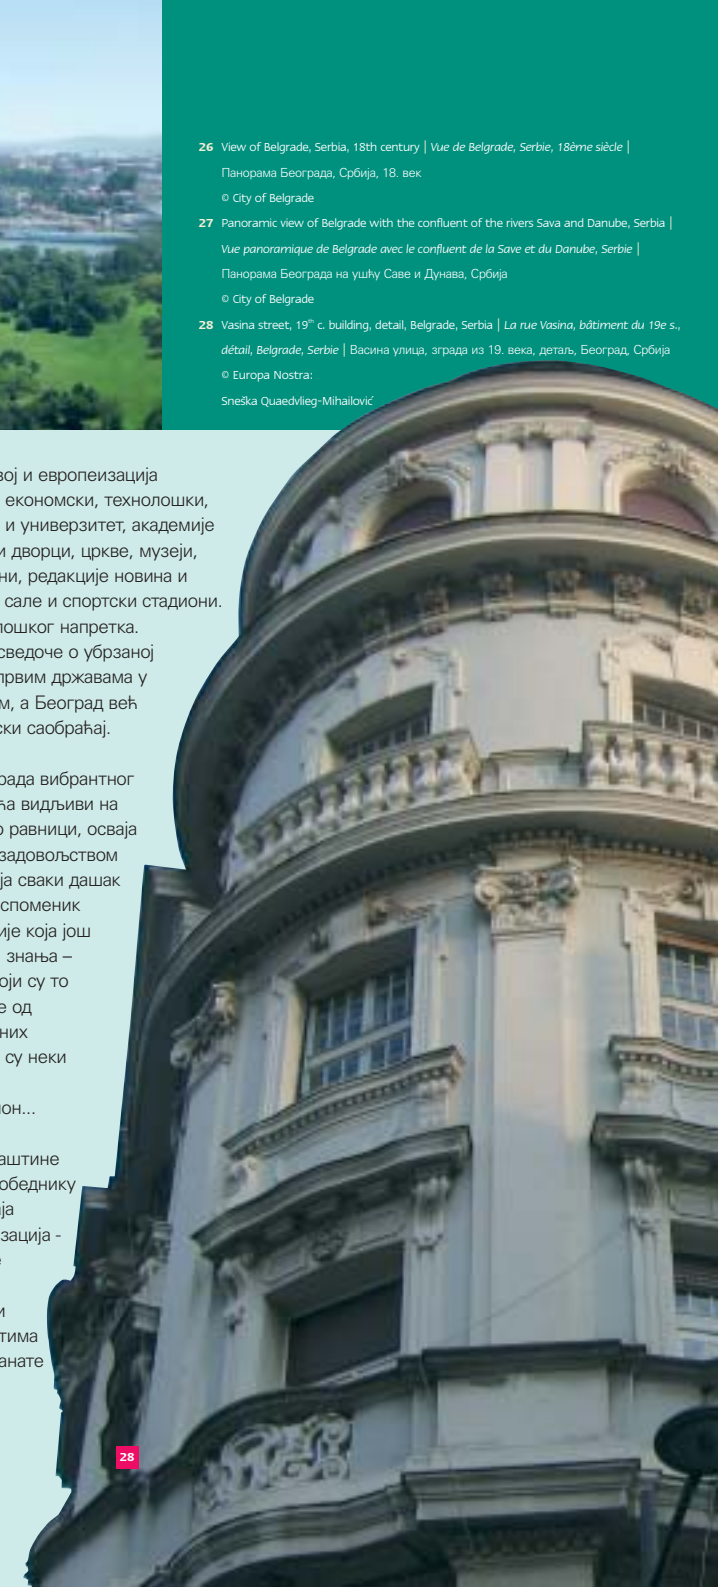 26 View of Belgrade, Serbia, 18th century | Vue de Belgrade, Serbie, 18ème siècle |
Панорама Београда, Србија, 18. век
© City of Belgrade
27 Panoramic view of Belgrade with the confluent of the rivers Sava and Danube, Serbia |
Vue panoramique de Belgrade avec le confluent de la Save et du Danube, Serbie |
Панорама Београда на ушћу Саве и Дунава, Србија
© City of Belgrade
28 Vasina street, 19th c. building, detail, Belgrade, Serbia | La rue Vasina, bâtiment du 19e s.,
détail, Belgrade, Serbie | Васина улица, зграда из 19. века, детаљ, Београд, Србија
© Europa Nostra:
Sneška Quaedvlieg-Mihailović
вој и европеизација
економски, технолошки,
и универзитет, академије
и дворци, цркве, музеји,
ни, редакције новина и
сале и спортски стадиони.
лошког напретка.
сведоче о убрзаној
првим државама у
м, а Београд већ
ски саобраћај.
рада вибрантног
ћа видљиви на
о равници, осваја
задовољством
ја сваки дашак
споменик
ије која још
знања –
оји су то
е од
них
су неки
он...
аштине
обеднику
ја
зација -
е
и
тима
анате
28